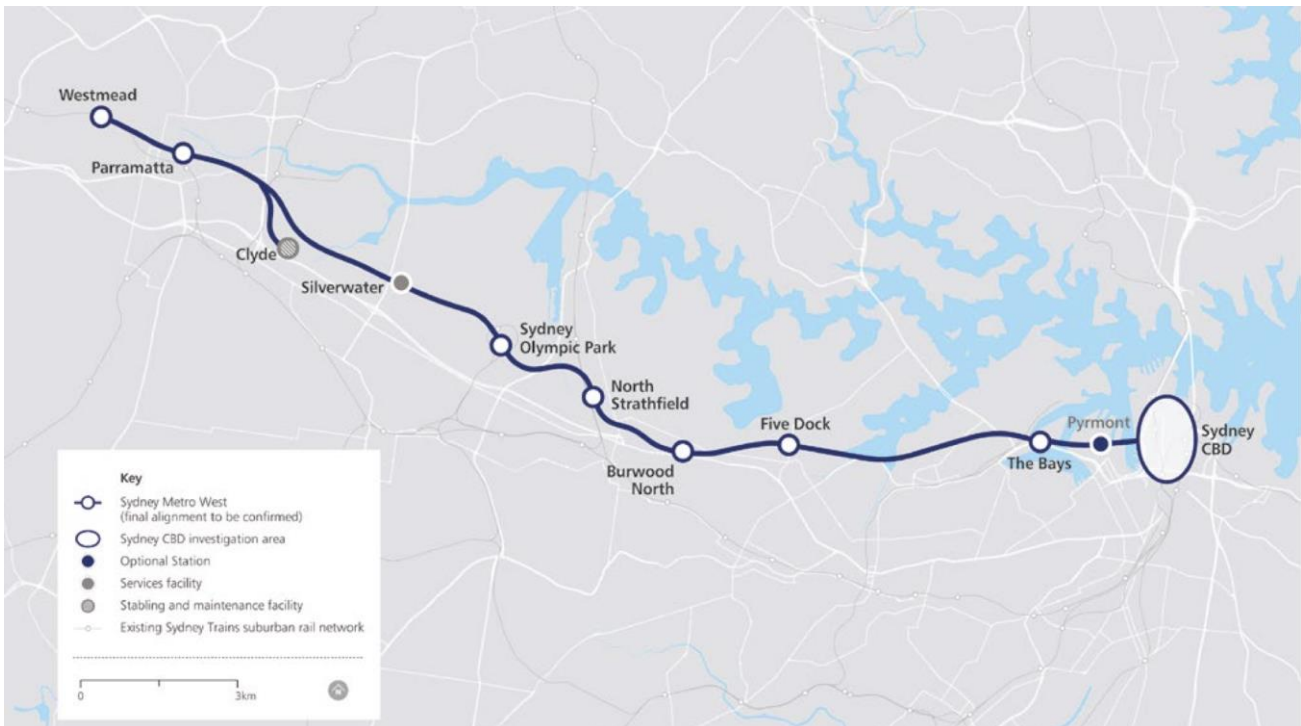 Westmead
Parramatta
Clyde
Silverwater
Sydney
Olympic Park
North
Strathfield
Burwood
North
Five Dock
The Bays
Pyrmont
Sydney
CBD
Key
Sydney Metro West
(final alignment to be confirmed)
Sydney CBD investigation area
Optional Station
Services facility
Stabling and maintenance facility
Existing Sydney Trains suburban rail network
0
3km